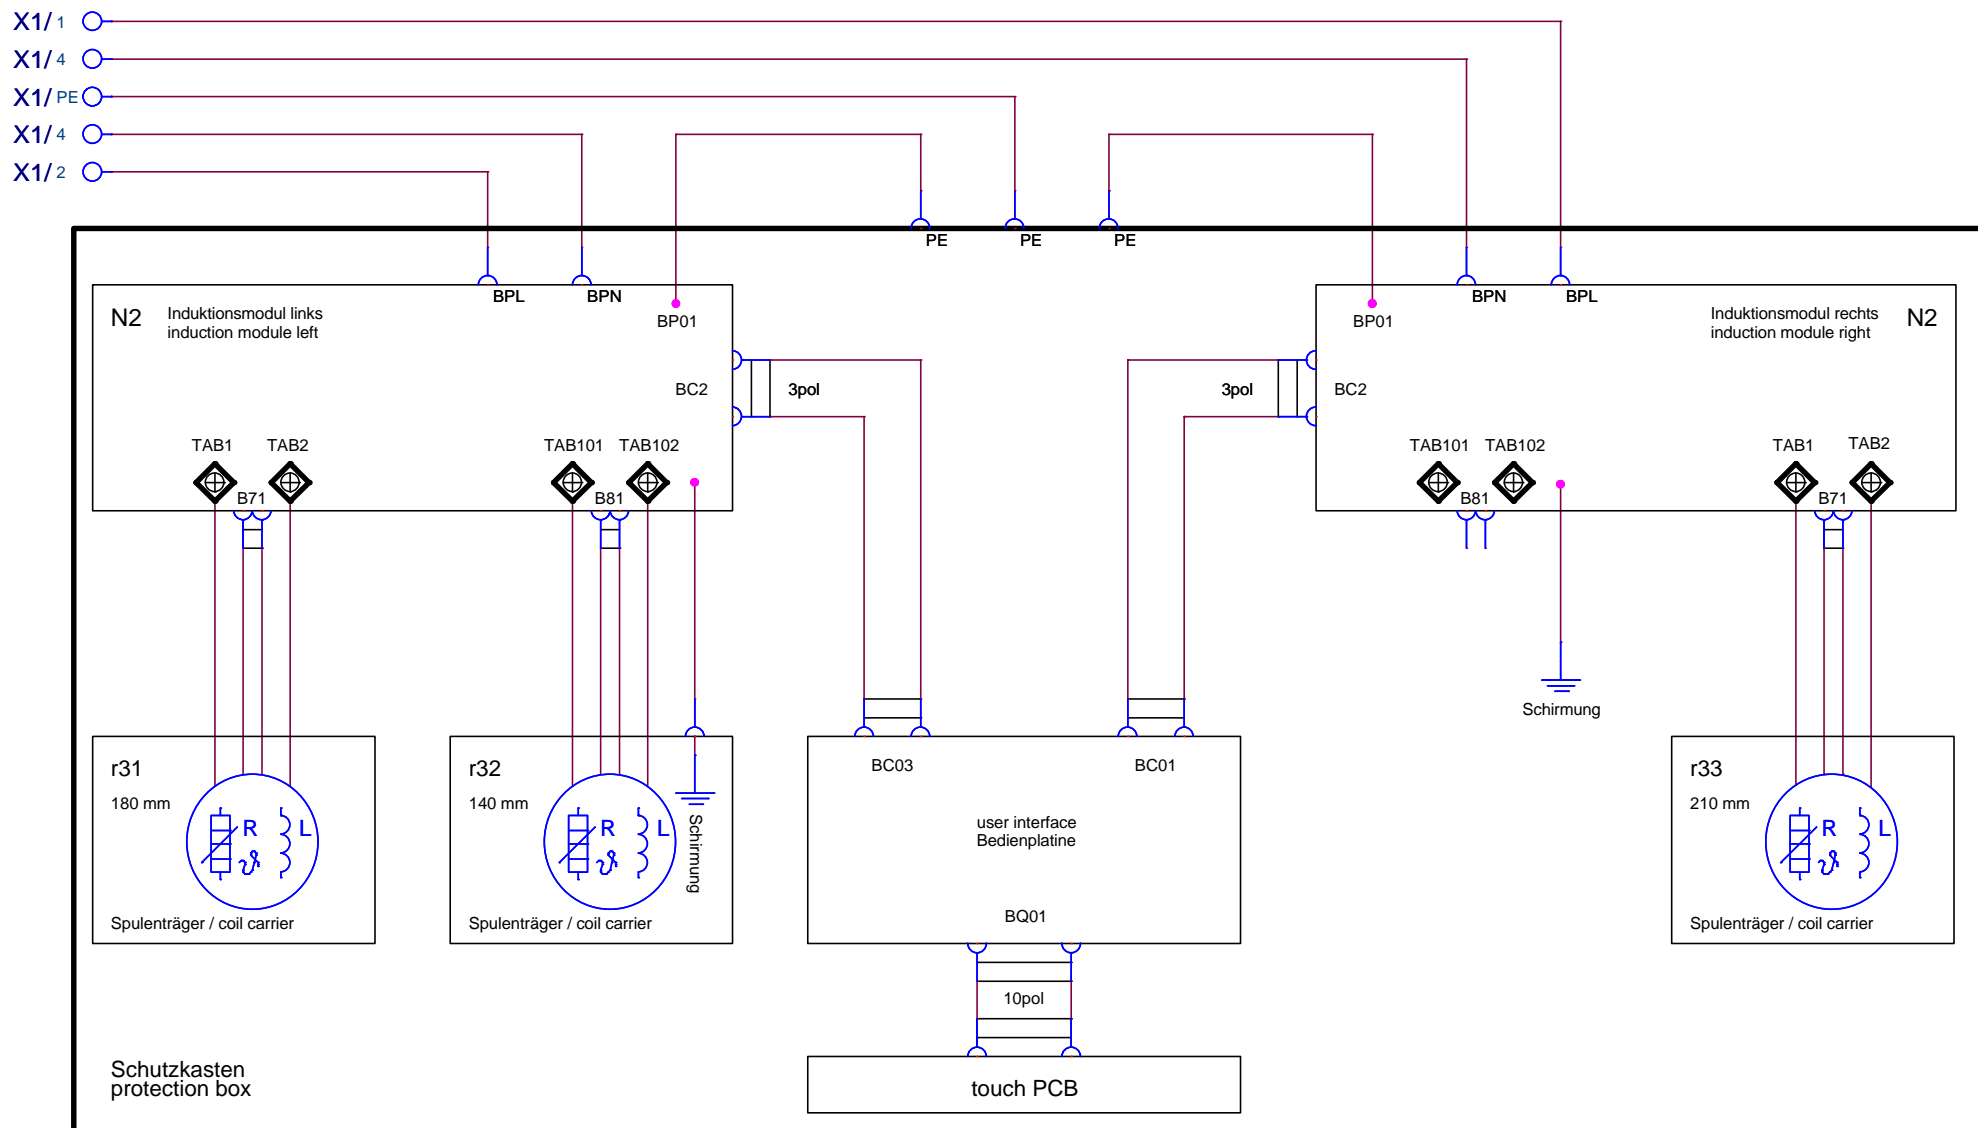 X1/ 1
X1/ 4
X1/ PE
X1/ 4
X1/ 2
PE
PE
PE
BPL
BPN
BPN
BPL
N2
Induktionsmodul links
induction module left
BP01
BP01
Induktionsmodul rechts
induction module right
N2
BC2
3pol
3pol
BC2
TAB1
TAB2
TAB101
TAB102
TAB101
TAB102
TAB1
TAB2
B71
B81
B81
B71
Schirmung
r31
180 mm
R
L
ϑ
Spulenträger / coil carrier
r32
140 mm
R
L
ϑ
Schirmung
Spulenträger / coil carrier
BC03
BC01
user interface
Bedienplatine
BQ01
r33
210 mm
R
L
ϑ
Spulenträger / coil carrier
10pol
touch PCB
Schutzkasten
protection box